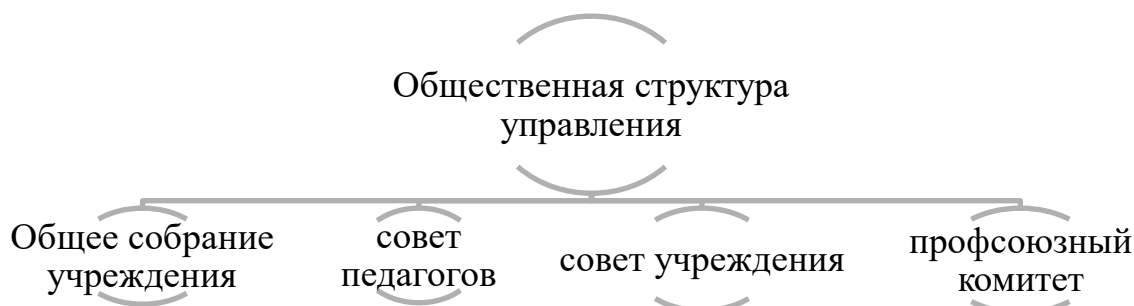 Общественная структура
управления
Общее собрание
учреждения
совет
педагогов
совет учреждения
профсоюзный
комитет